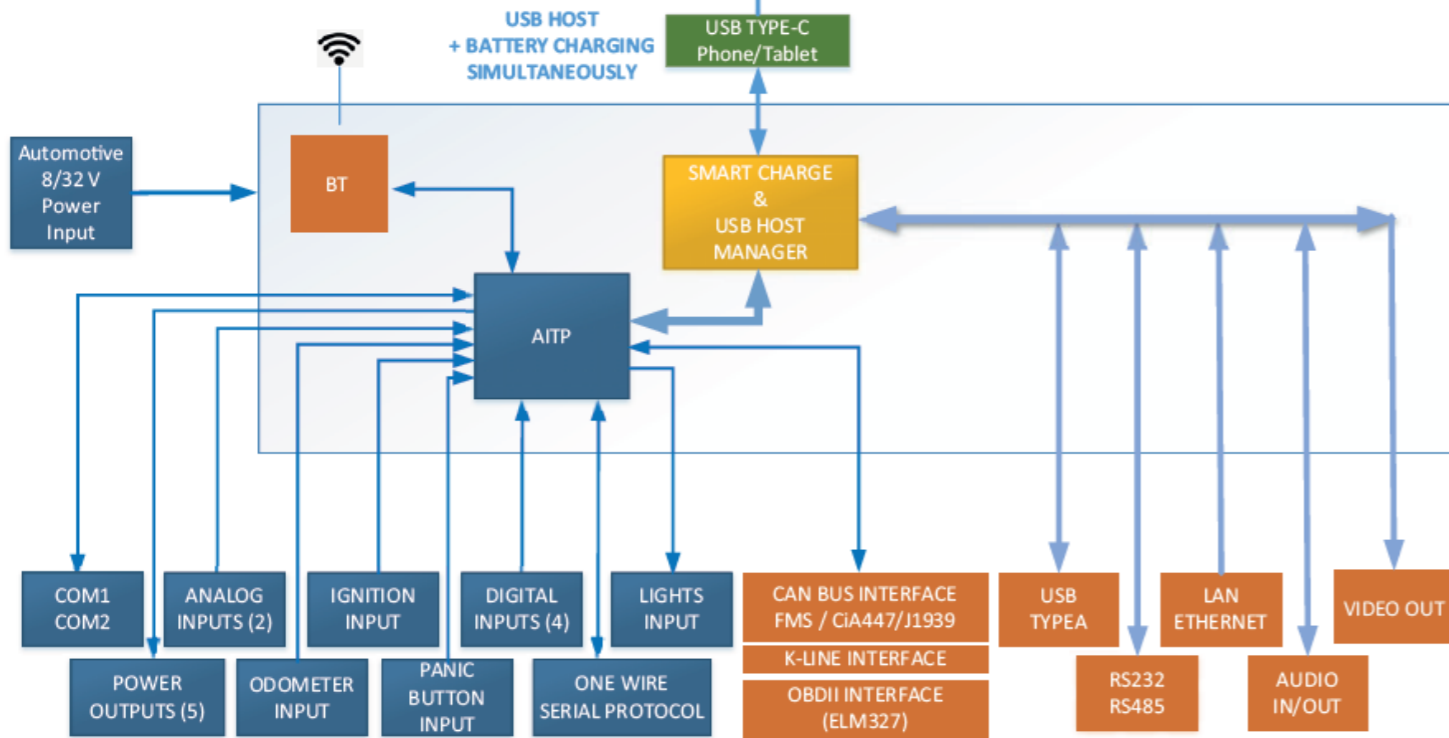 USB HOST
+ BATTERY CHARGING
SIMULTANEOUSLY
USB TYPE-C
Phone/Tablet
Automotive
8/32 V
Power
Input
BT
SMART CHARGE
&
USB HOST
MANAGER
AITP
COM1
COM2
ANALOG
INPUTS (2)
IGNITION
INPUT
DIGITAL
INPUTS (4)
LIGHTS
INPUT
CAN BUS INTERFACE
FMS / CiA447/J1939
K-LINE INTERFACE
OBDII INTERFACE
(ELM327)
USB
TYPEA
LAN
ETHERNET
VIDEO OUT
POWER
OUTPUTS (5)
ODOMETER
INPUT
PANIC
BUTTON
INPUT
ONE WIRE
SERIAL PROTOCOL
RS232
RS485
AUDIO
IN/OUT